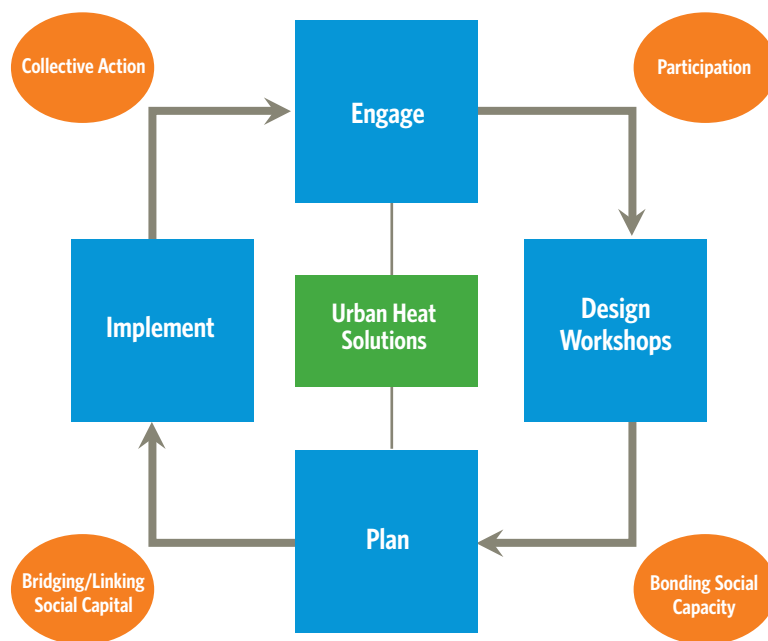 Collective Action
Engage
Participation
Implement
Urban Heat
Solutions
Design
Workshops
Plan
Bridging/Linking
Social Capital
Bonding Social
Capacity